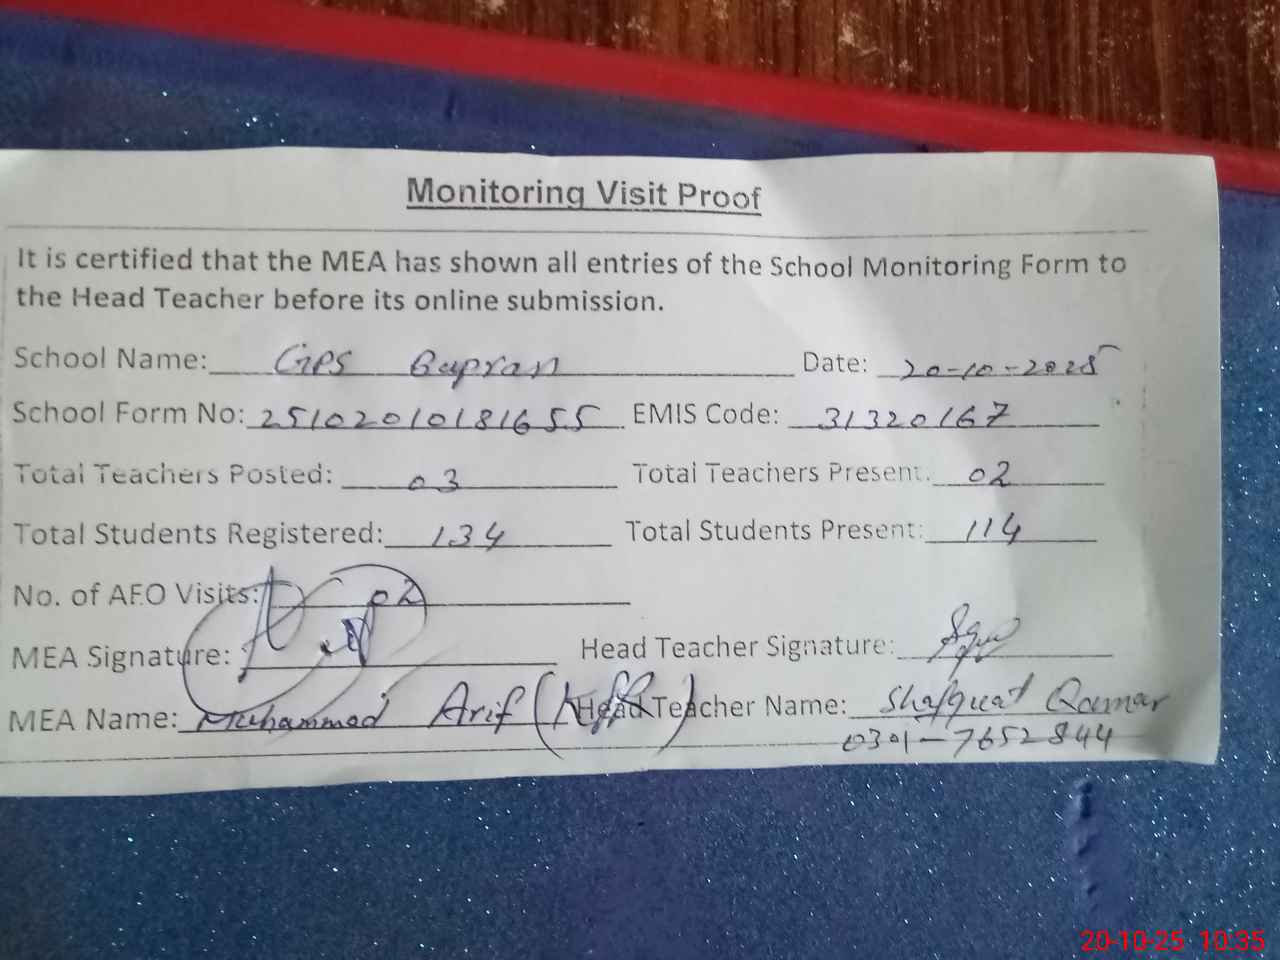 Monitoring Visit Proof
It is certified that the MEA has shown all entries of the School Monitoring Form to
the Head Teacher before its online submission.
School Name: GPS Gupran Date: 20-10-2025
School Form No: 25102010181655 EMIS Code: 31320167
Total Teachers Posted: 03 Total Teachers Present: 02
Total Students Registered: 134 Total Students Present: 114
No. of AEO Visits: 02
MEA Signature: Head Teacher Signature:
MEA Name: Muhammad Arif Head Teacher Name: Shafquat Qamar
0301-7652844
20-10-25 10:35